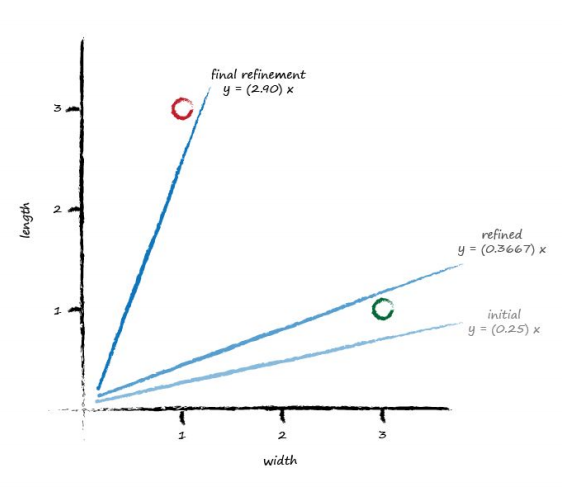 final refinement
y = (2.90) x
3
length
2
refined
y = (0.3667) x
1
initial
y = (0.25) x
1
2
3
width